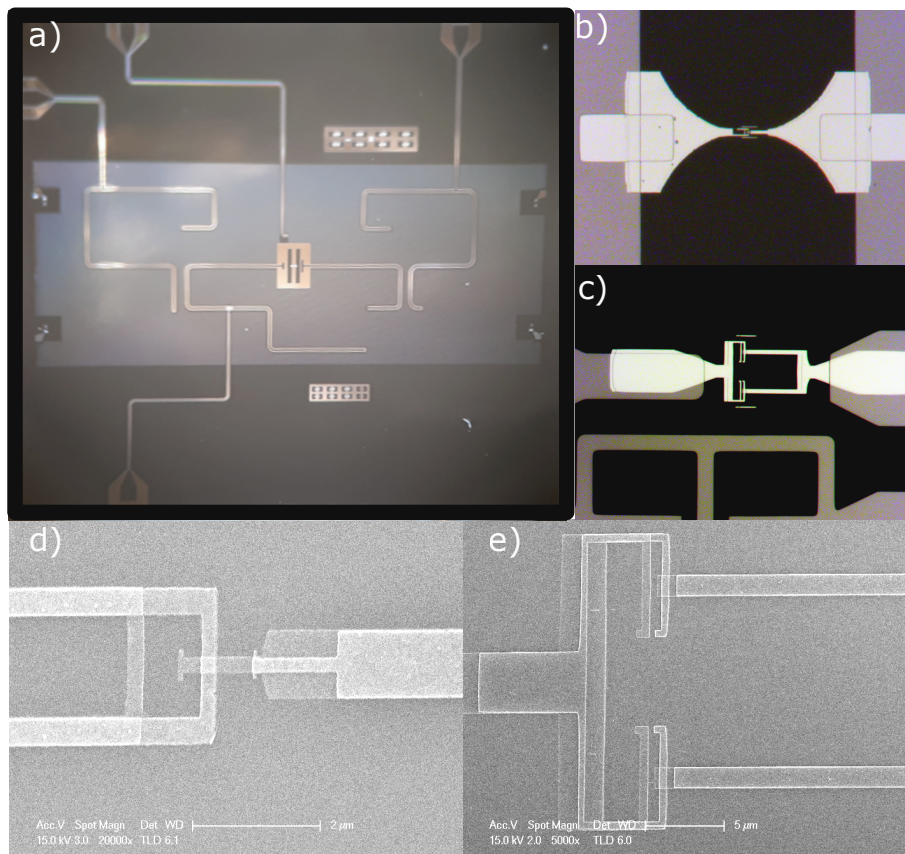 a)
b)
c)
d)
Acc.V Spot Magn Det WD 2 μm
15.0 kV 3.0 20000x TLD 6.1
e)
Acc.V Spot Magn Det WD 5 μm
15.0 kV 2.0 5000x TLD 6.0